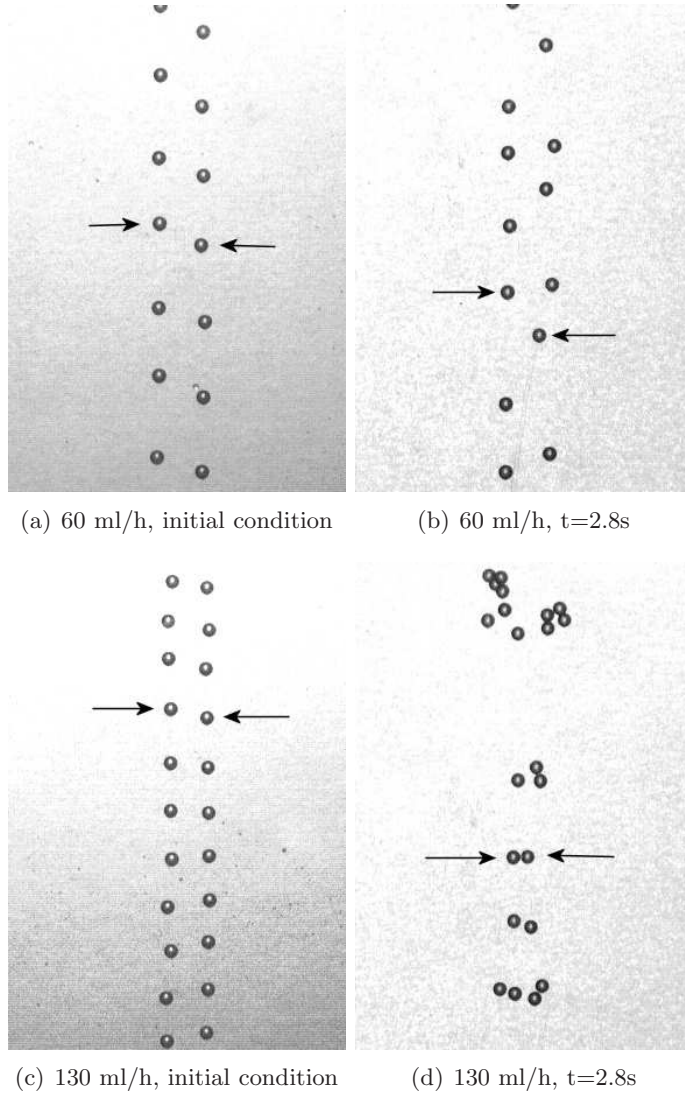 (a) 60 ml/h, initial condition
(b) 60 ml/h, t=2.8s
(c) 130 ml/h, initial condition
(d) 130 ml/h, t=2.8s